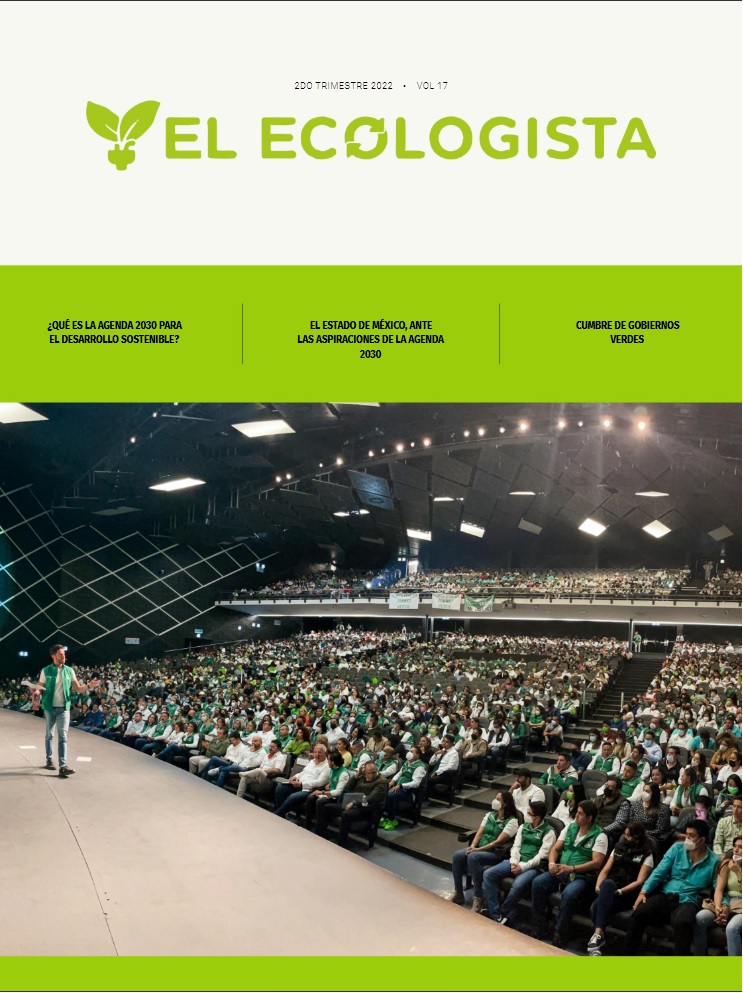 2DO TRIMESTRE 2022 • VOL 17
EL ECOLOGISTA
¿QUÉ ES LA AGENDA 2030 PARA
EL DESARROLLO SOSTENIBLE?
EL ESTADO DE MÉXICO, ANTE
LAS ASPIRACIONES DE LA AGENDA
2030
CUMBRE DE GOBIERNOS
VERDES